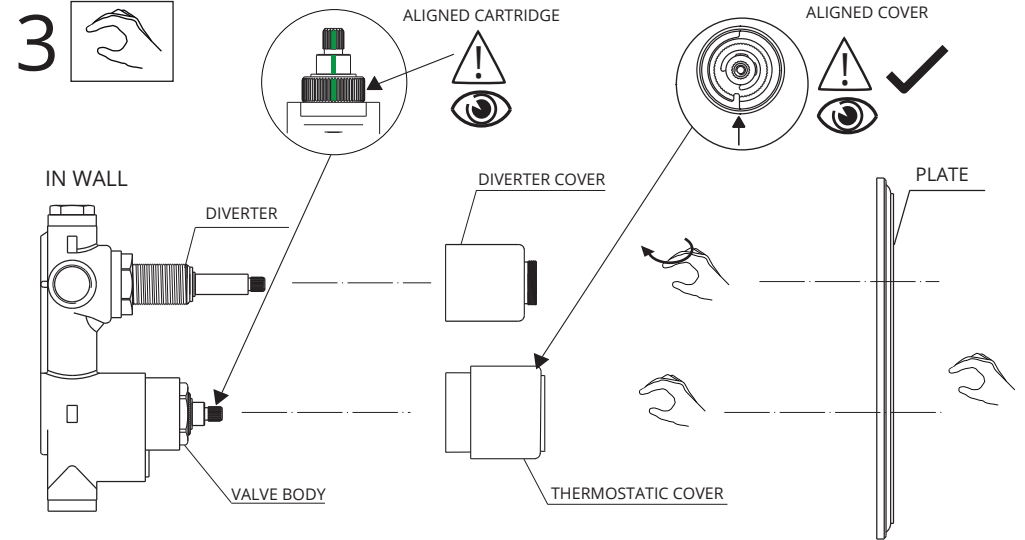 3
ALIGNED CARTRIDGE
ALIGNED COVER
IN WALL
DIVERTER
DIVERTER COVER
PLATE
VALVE BODY
THERMOSTATIC COVER